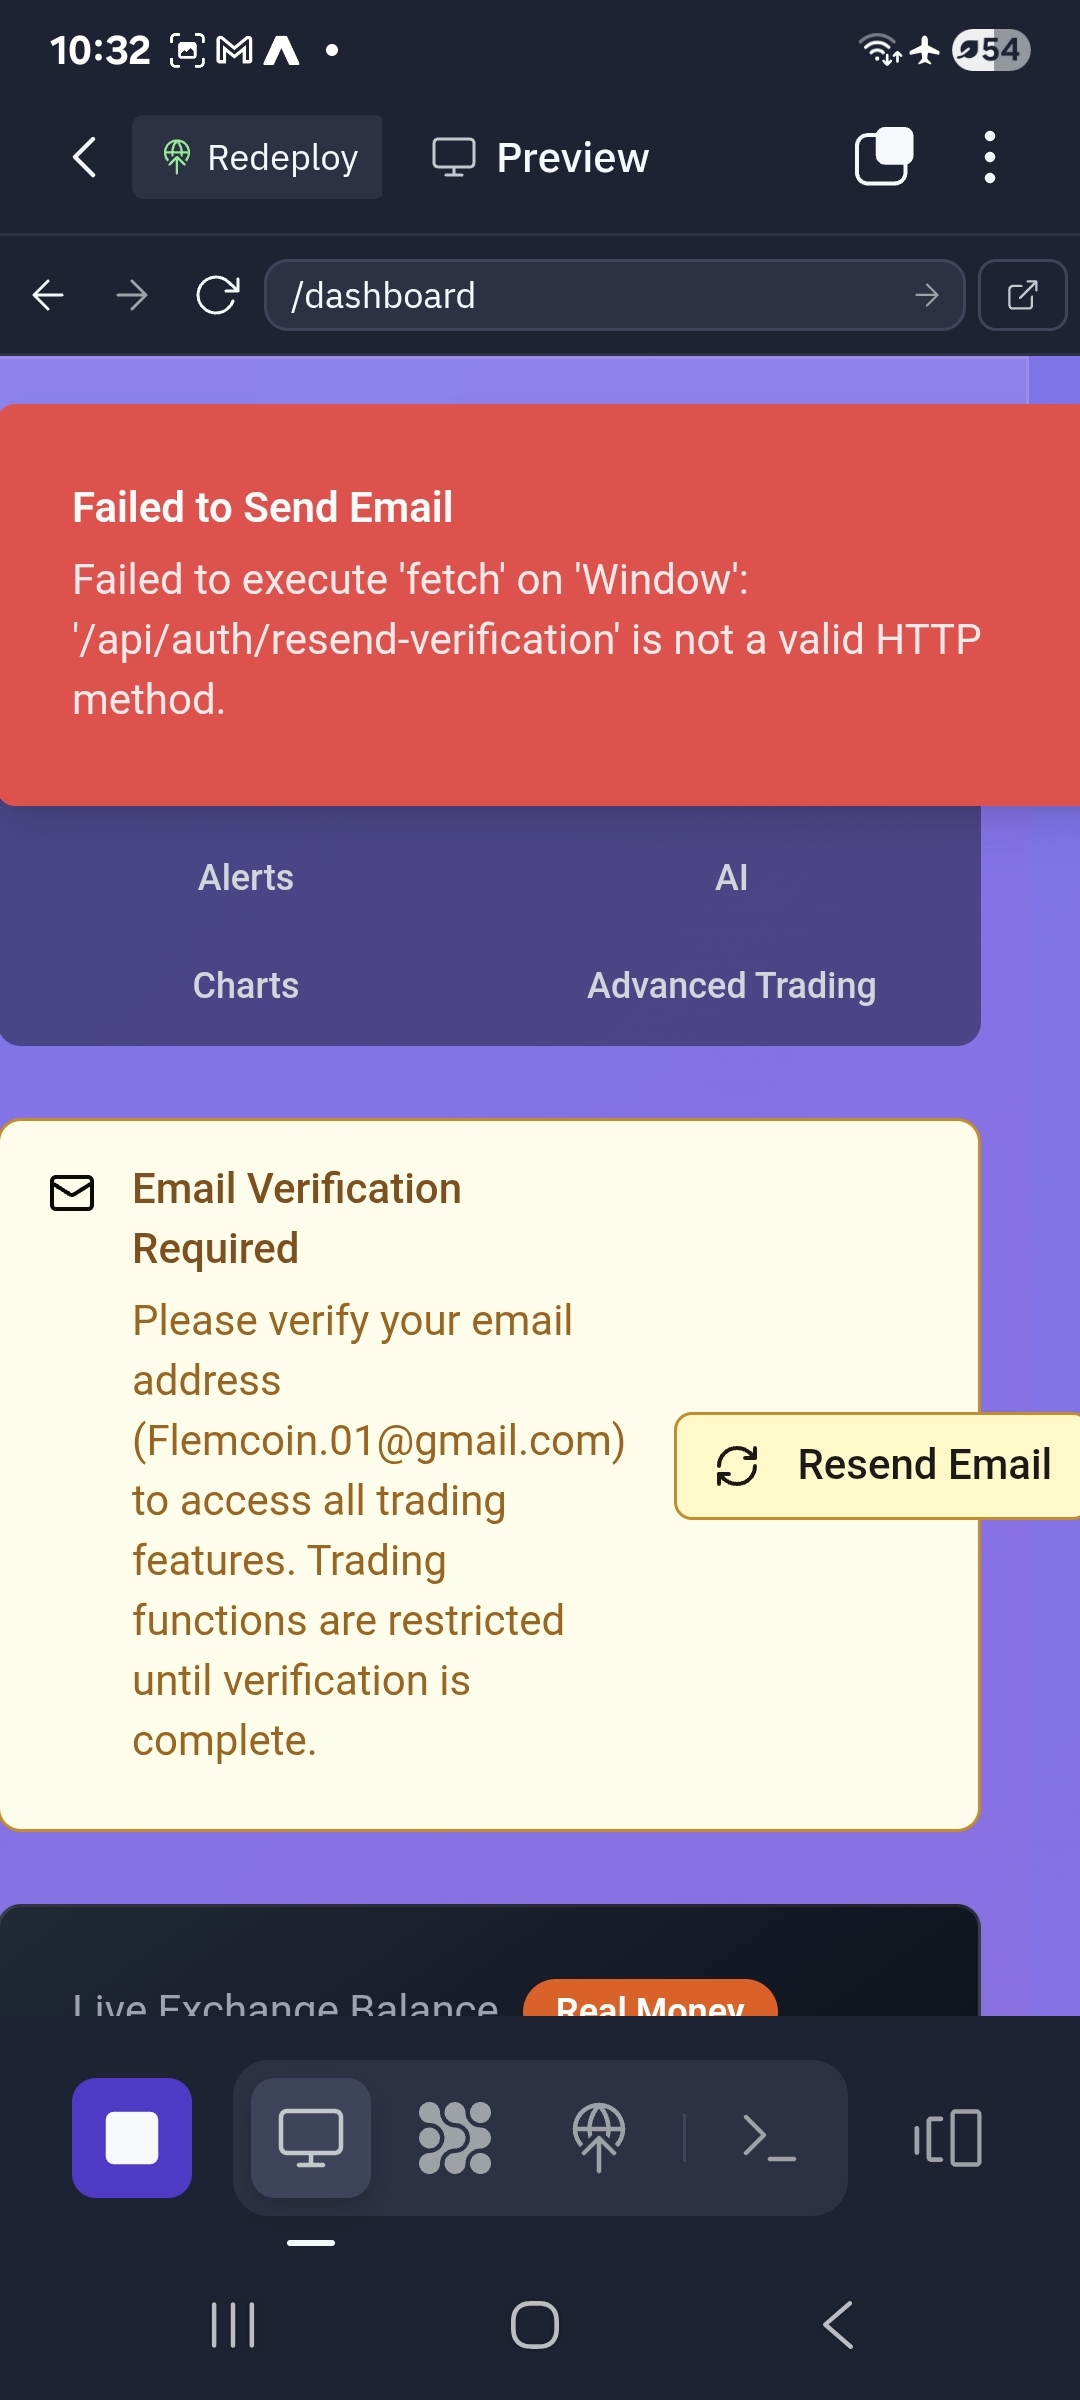 10:32
54
Redeploy
Preview
/dashboard
Failed to Send Email
Failed to execute 'fetch' on 'Window':
'/api/auth/resend-verification' is not a valid HTTP
method.
Alerts
AI
Charts
Advanced Trading
Email Verification
Required
Please verify your email
address
(Flemcoin.01@gmail.com)
to access all trading
features. Trading
functions are restricted
until verification is
complete.
Resend Email
Live Exchange Balance
Real Money